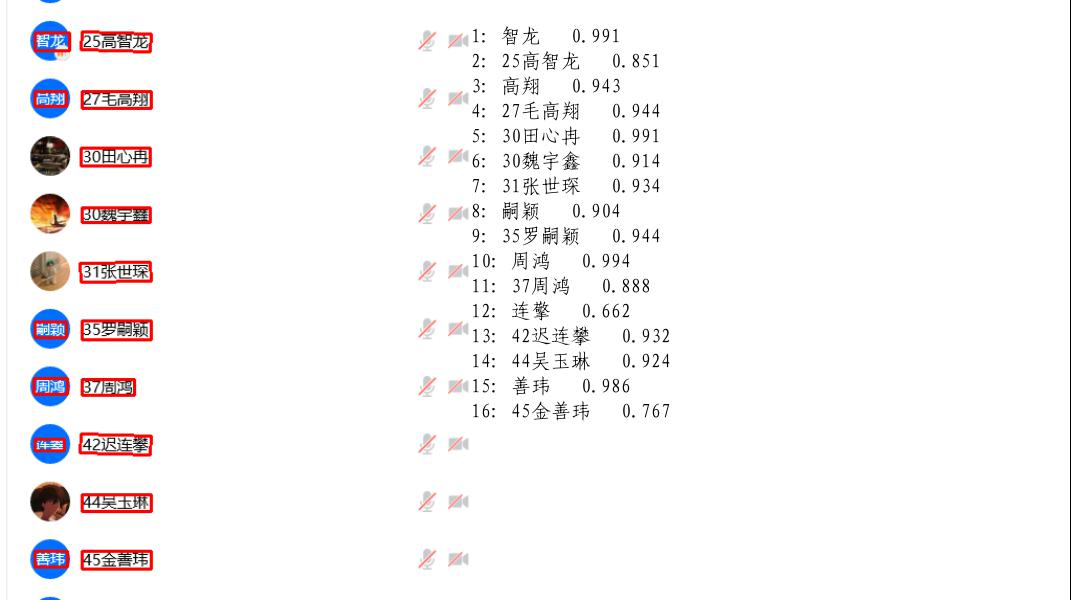 智龙 25高智龙
高翔 27毛高翔
30田心冉
30魏宇鑫
31张世琛
嗣颖 35罗嗣颖
周鸿 37周鸿
42迟连攀
44吴玉琳
善玮 45金善玮
1: 智龙 0.991
2: 25高智龙 0.851
3: 高翔 0.943
4: 27毛高翔 0.944
5: 30田心冉 0.991
6: 30魏宇鑫 0.914
7: 31张世琛 0.934
8: 嗣颖 0.904
9: 35罗嗣颖 0.944
10: 周鸿 0.994
11: 37周鸿 0.888
12: 连擎 0.662
13: 42迟连攀 0.932
14: 44吴玉琳 0.924
15: 善玮 0.986
16: 45金善玮 0.767